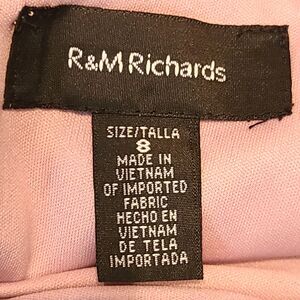 R&M Richards
SIZE/TALLA
8
MADE IN
VIETNAM
OF IMPORTED
FABRIC
HECHO EN
VIETNAM
DE TELA
IMPORTADA